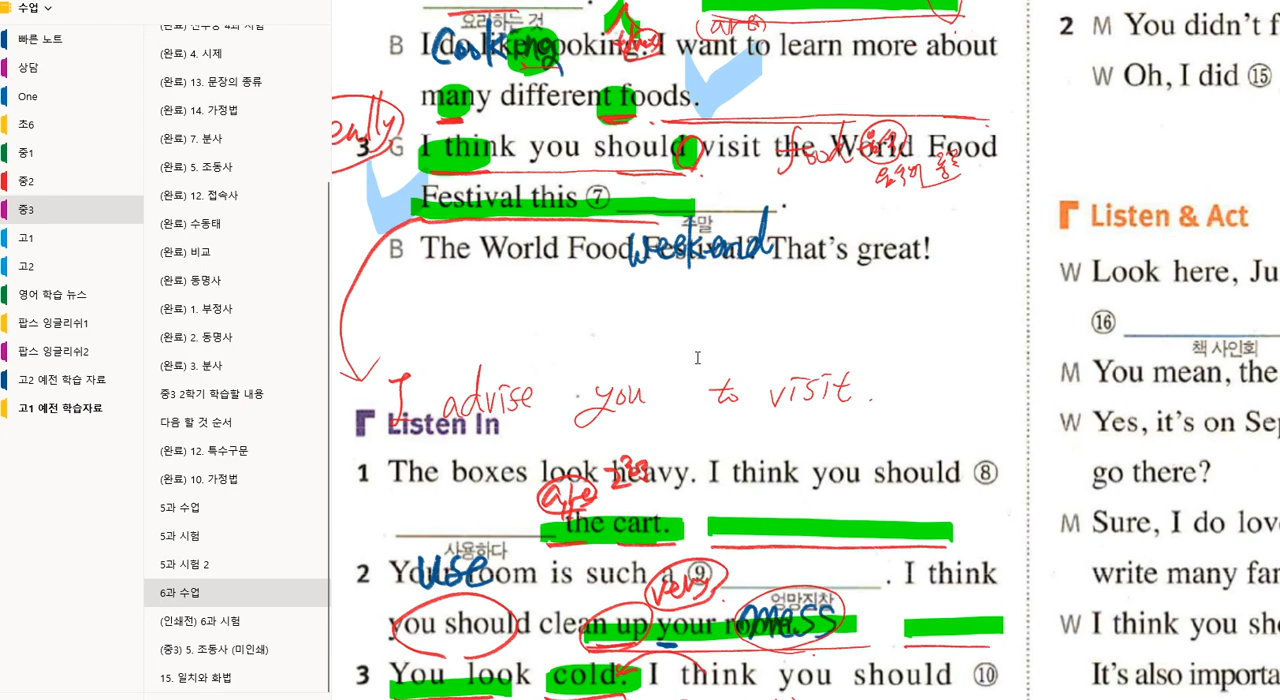 수업
빠른 노트
상담
One
초6
중1
중2
중3
고1
고2
영어 학습 뉴스
팝스 잉글리쉬1
팝스 잉글리쉬2
고2 예전 학습 자료
고1 예전 학습자료
(완료) 4. 시제
(완료) 13. 문장의 종류
(완료) 14. 가정법
(완료) 7. 분사
(완료) 5. 조동사
(완료) 12. 접속사
(완료) 수동태
(완료) 비교
(완료) 동명사
(완료) 1. 부정사
(완료) 2. 동명사
(완료) 3. 분사
중3 2학기 학습할 내용
다음 할 것 순서
(완료) 12. 특수구문
(완료) 10. 가정법
5과 수업
5과 시험
5과 시험 2
6과 수업
(인쇄전) 6과 시험
(중3) 5. 조동사 (미인쇄)
15. 일치와 화법
요리하는 것
(are)
B I do like cooking. I want to learn more about
Cooking
many different foods.
3 G I think you should visit the World Food
food
Festival this ⑦ .
주말
weekend
B The World Food Festival? That's great!
I advise you to visit.
Listen In
1 The boxes look heavy. I think you should ⑧
the cart.
사용하다
use
2 Your room is such a ⑨ . I think
very
엉망진창
mess
you should clean up your room.
3 You look cold. I think you should ⑩
2 M You didn't f
W Oh, I did ⑮
Listen & Act
W Look here, Ju
⑯
책 사인회
M You mean, the
W Yes, it's on Sep
go there?
M Sure, I do lov
write many fan
W I think you sho
It's also importa